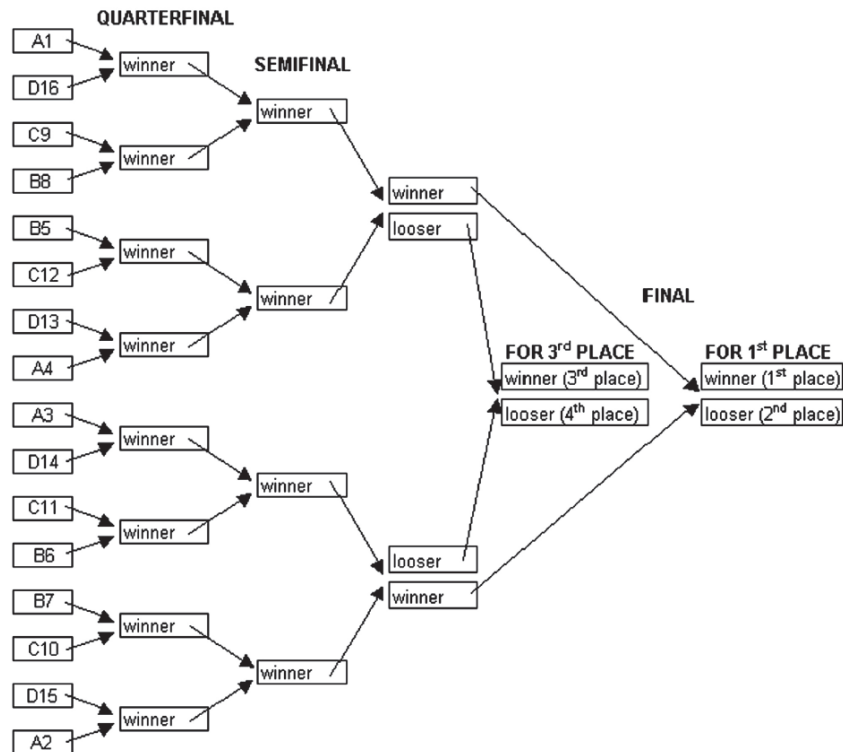 QUARTERFINAL
A1
winner
D16
SEMIFINAL
winner
C9
winner
B8
winner
looser
B5
winner
C12
winner
FINAL
D13
winner
A4
FOR 3rd PLACE
FOR 1st PLACE
winner (3rd place)
winner (1st place)
looser (4th place)
looser (2nd place)
A3
winner
D14
winner
C11
winner
B6
looser
winner
B7
winner
C10
winner
D15
winner
A2